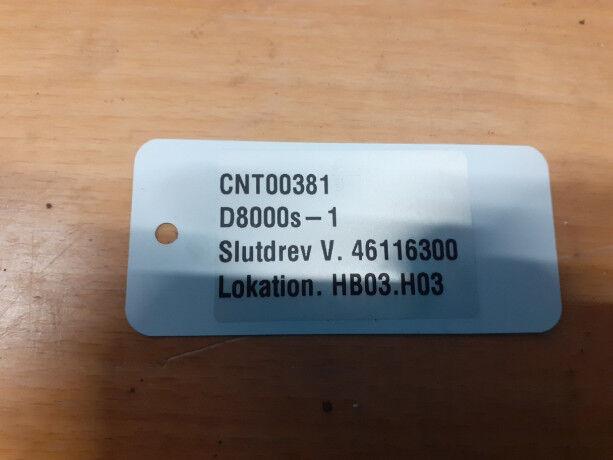 CNT00381
D8000s-1
Slutdrev V. 46116300
Lokation. HB03.H03